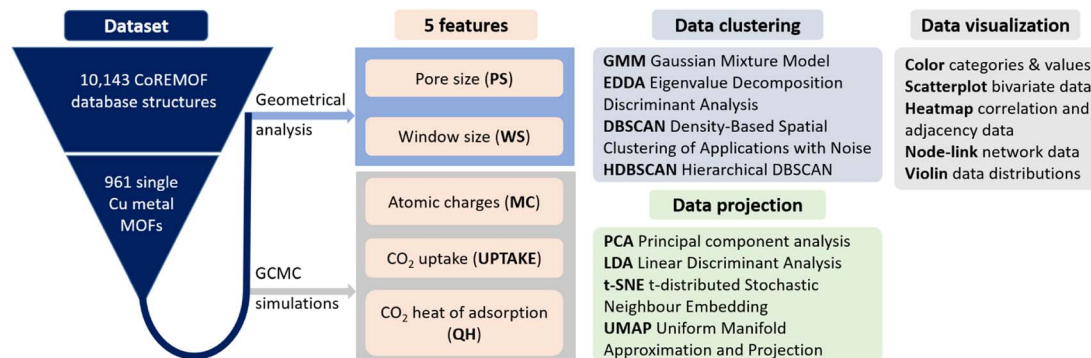 Dataset
10,143 CoREMOF
database structures
961 single
Cu metal
MOFs
Geometrical
analysis
GCMC
simulations
5 features
Pore size (PS)
Window size (WS)
Atomic charges (MC)
CO₂ uptake (UPTAKE)
CO₂ heat of adsorption
(QH)
Data clustering
GMM Gaussian Mixture Model
EDDA Eigenvalue Decomposition
Discriminant Analysis
DBSCAN Density-Based Spatial
Clustering of Applications with Noise
HDBSCAN Hierarchical DBSCAN
Data projection
PCA Principal component analysis
LDA Linear Discriminant Analysis
t-SNE t-distributed Stochastic
Neighbour Embedding
UMAP Uniform Manifold
Approximation and Projection
Data visualization
Color categories & values
Scatterplot bivariate data
Heatmap correlation and
adjacency data
Node-link network data
Violin data distributions